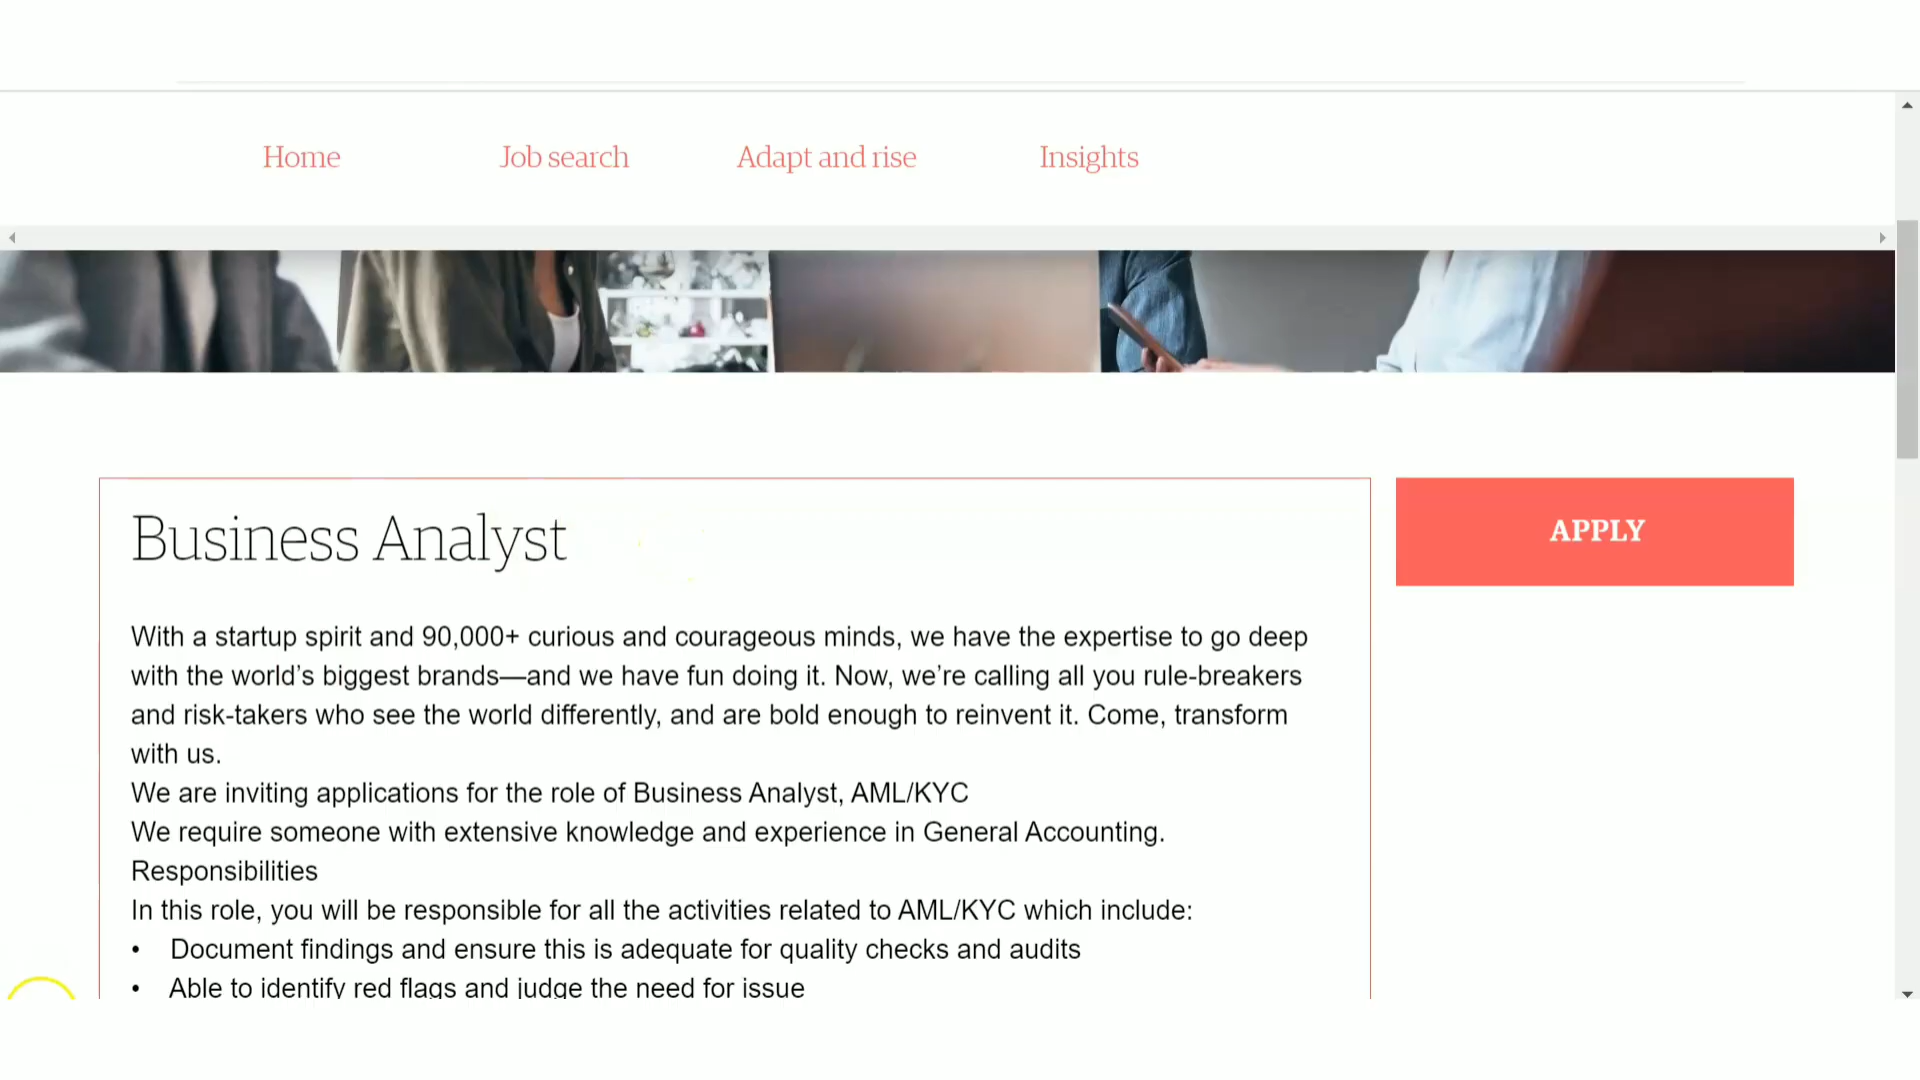 Home
Job search
Adapt and rise
Insights
Business Analyst
APPLY
With a startup spirit and 90,000+ curious and courageous minds, we have the expertise to go deep
with the world’s biggest brands—and we have fun doing it. Now, we’re calling all you rule-breakers
and risk-takers who see the world differently, and are bold enough to reinvent it. Come, transform
with us.
We are inviting applications for the role of Business Analyst, AML/KYC
We require someone with extensive knowledge and experience in General Accounting.
Responsibilities
In this role, you will be responsible for all the activities related to AML/KYC which include:
• Document findings and ensure this is adequate for quality checks and audits
• Able to identify red flags and judge the need for issue